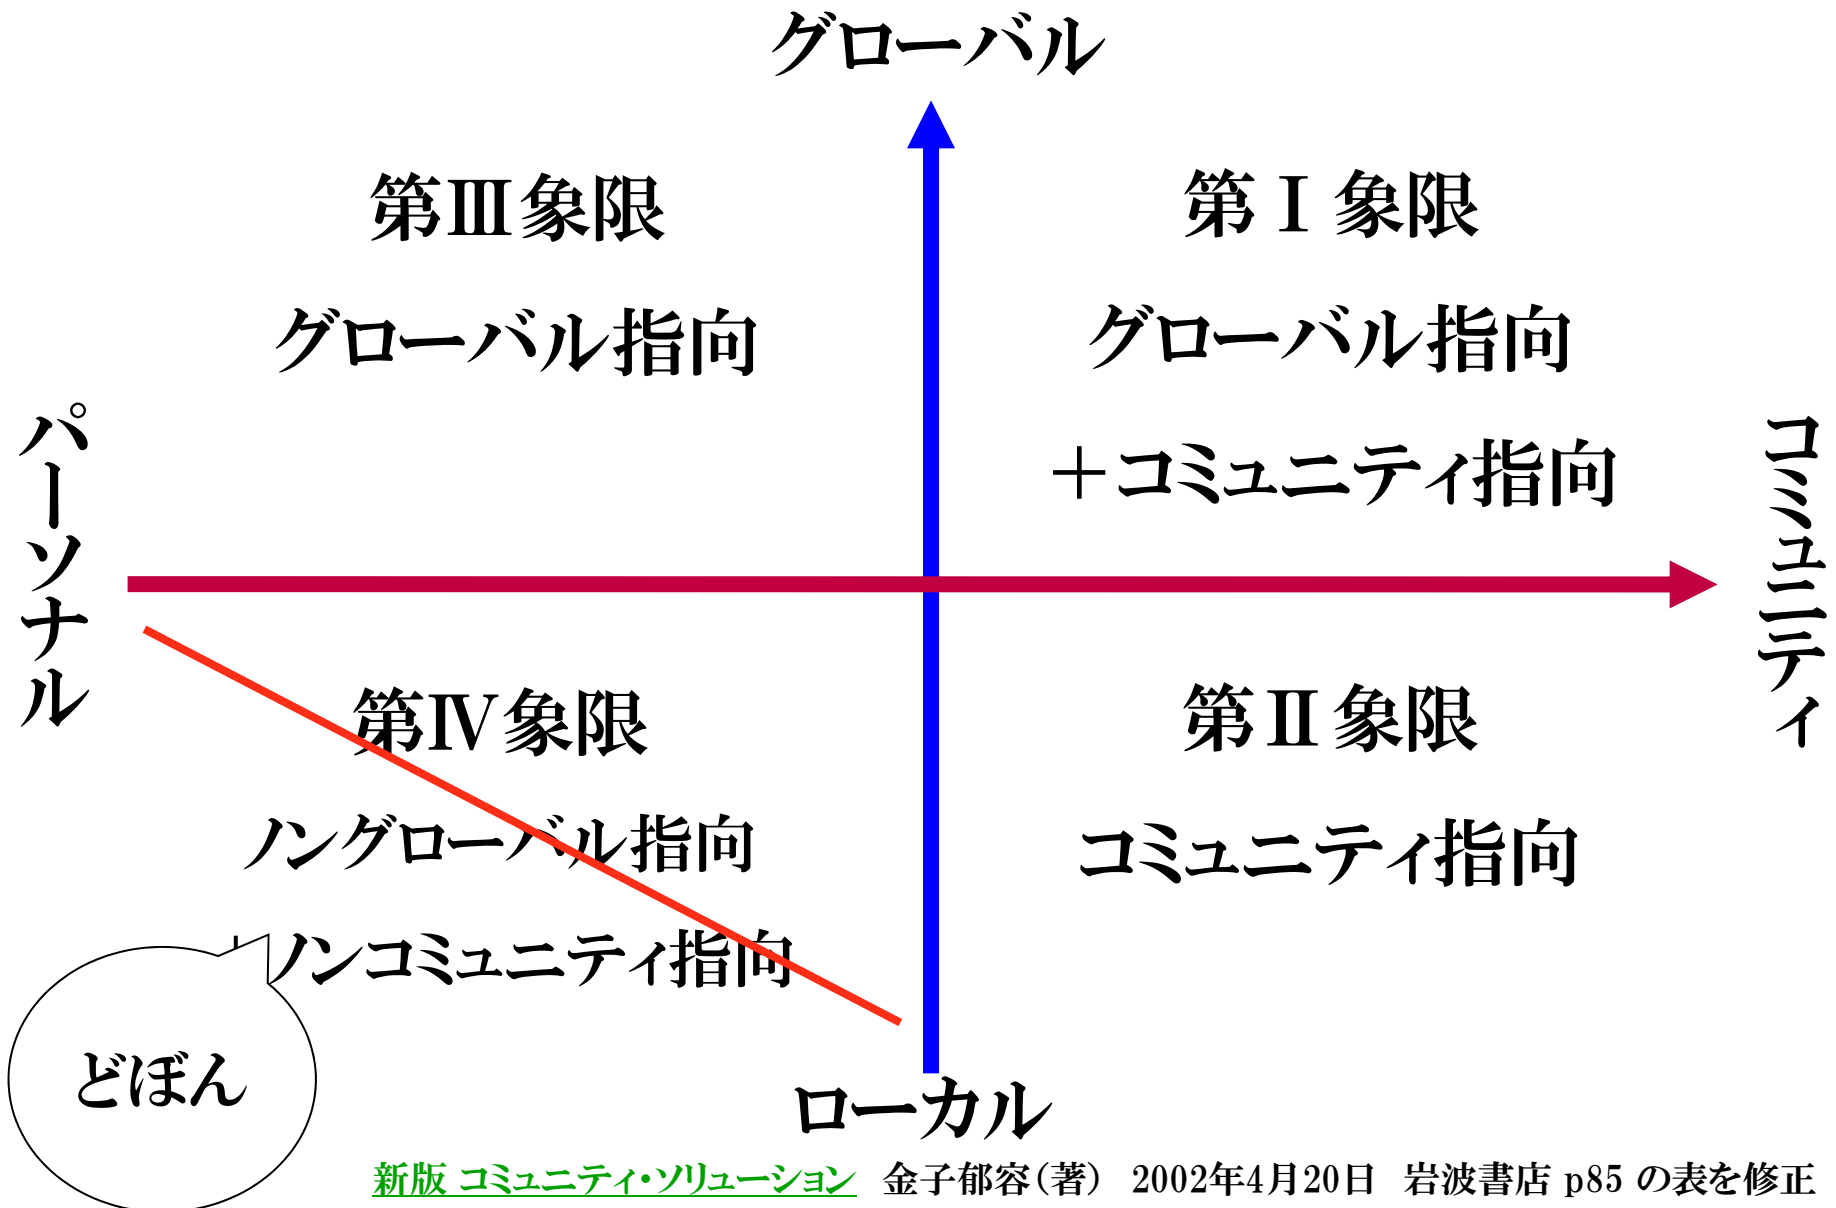 グローバル
第Ⅲ象限
グローバル指向
第Ⅰ象限
グローバル指向
＋コミュニティ指向
パーソナル
コミュニティ
第Ⅳ象限
ノングローバル指向
＋ノンコミュニティ指向
第Ⅱ象限
コミュニティ指向
どぼん
ローカル
新版 コミュニティ・ソリューション 金子郁容(著) 2002年4月20日 岩波書店 p85 の表を修正